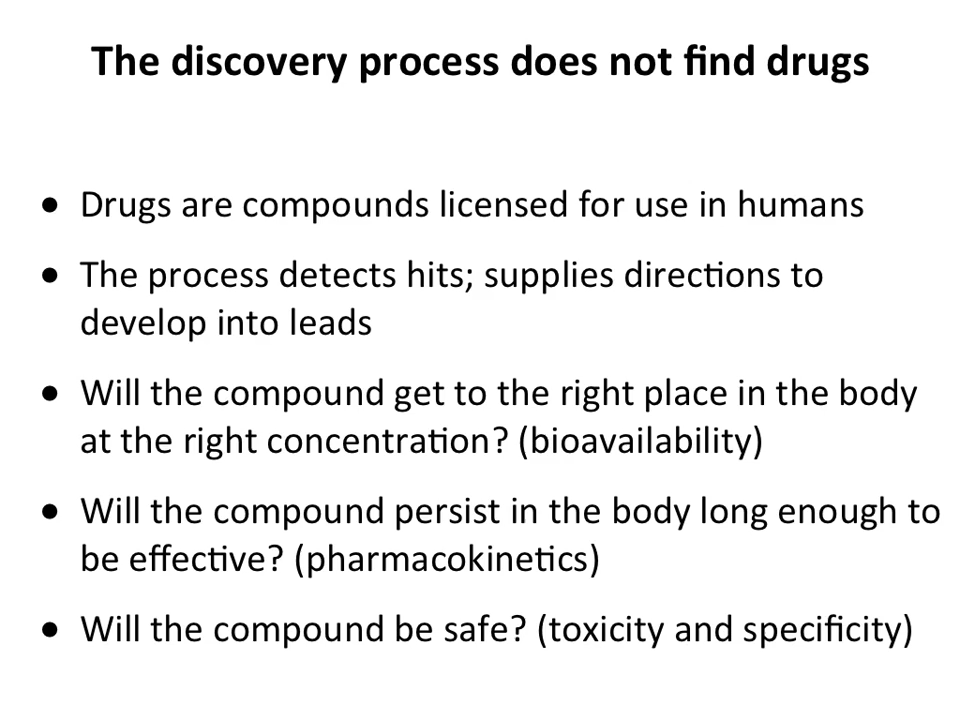 The discovery process does not find drugs
• Drugs are compounds licensed for use in humans
• The process detects hits; supplies directions to
develop into leads
• Will the compound get to the right place in the body
at the right concentration? (bioavailability)
• Will the compound persist in the body long enough to
be effective? (pharmacokinetics)
• Will the compound be safe? (toxicity and specificity)